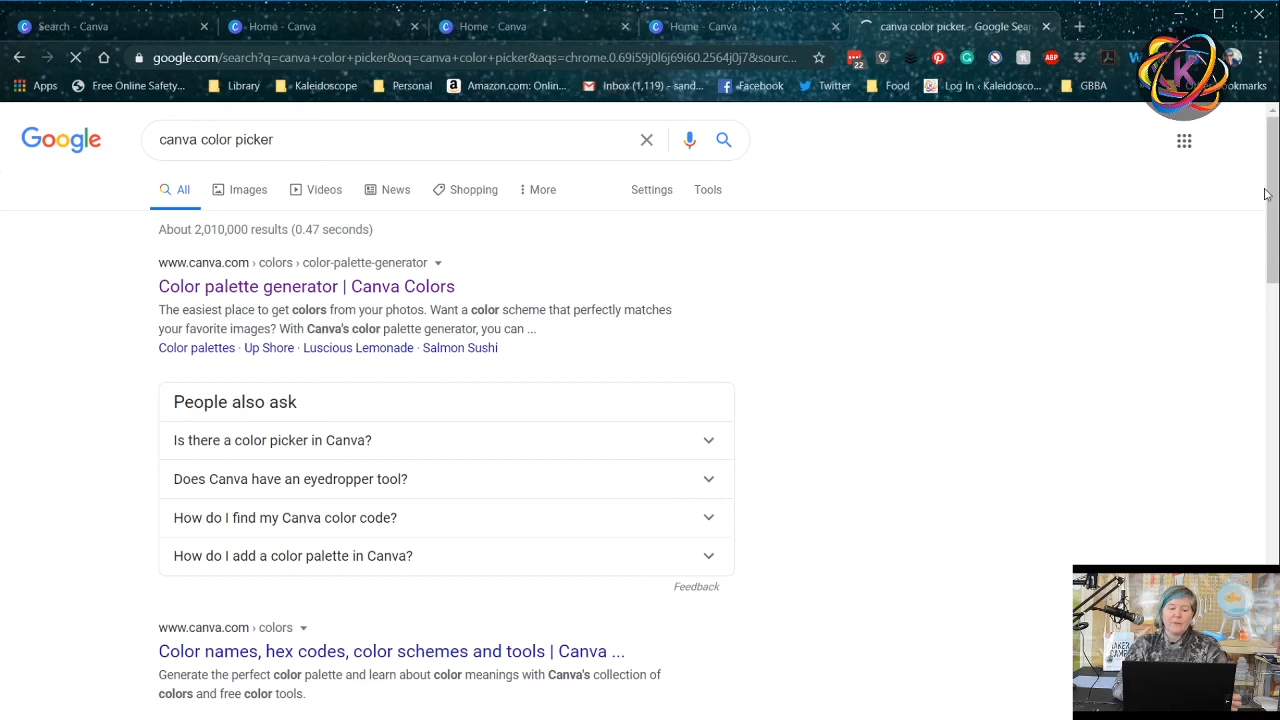 Search - Canva
Home - Canva
Home - Canva
Home - Canva
canva color picker - Google Sear
google.com/search?q=canva+color+picker&oq=canva+color+picker&aqs=chrome.0.69i59j0l6j69i60.2564j0j7&sourc...
22
ABP
Apps
Free Online Safety...
Library
Kaleidoscope
Personal
Amazon.com: Onlin...
Inbox (1,119) - sand...
Facebook
Twitter
Food
Log In ‹ Kaleidosco...
GBBA
Bookmarks
K
Google
canva color picker
All
Images
Videos
News
Shopping
More
Settings
Tools
About 2,010,000 results (0.47 seconds)
www.canva.com › colors › color-palette-generator
Color palette generator | Canva Colors
The easiest place to get colors from your photos. Want a color scheme that perfectly matches
your favorite images? With Canva's color palette generator, you can ...
Color palettes · Up Shore · Luscious Lemonade · Salmon Sushi
People also ask
Is there a color picker in Canva?
Does Canva have an eyedropper tool?
How do I find my Canva color code?
How do I add a color palette in Canva?
Feedback
www.canva.com › colors
Color names, hex codes, color schemes and tools | Canva ...
Generate the perfect color palette and learn about color meanings with Canva's collection of
colors and free color tools.